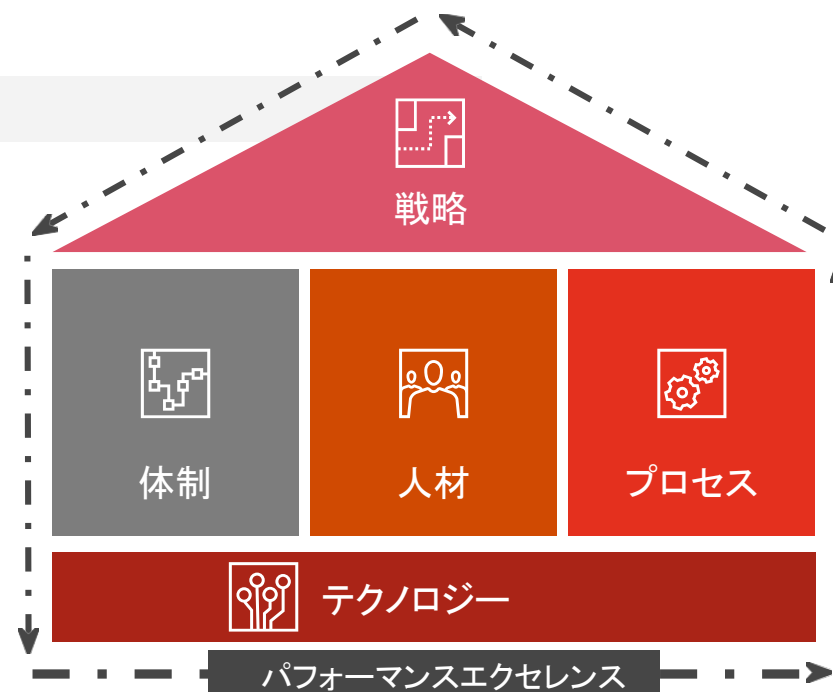 戦略
体制
人材
プロセス
テクノロジー
パフォーマンスエクセレンス